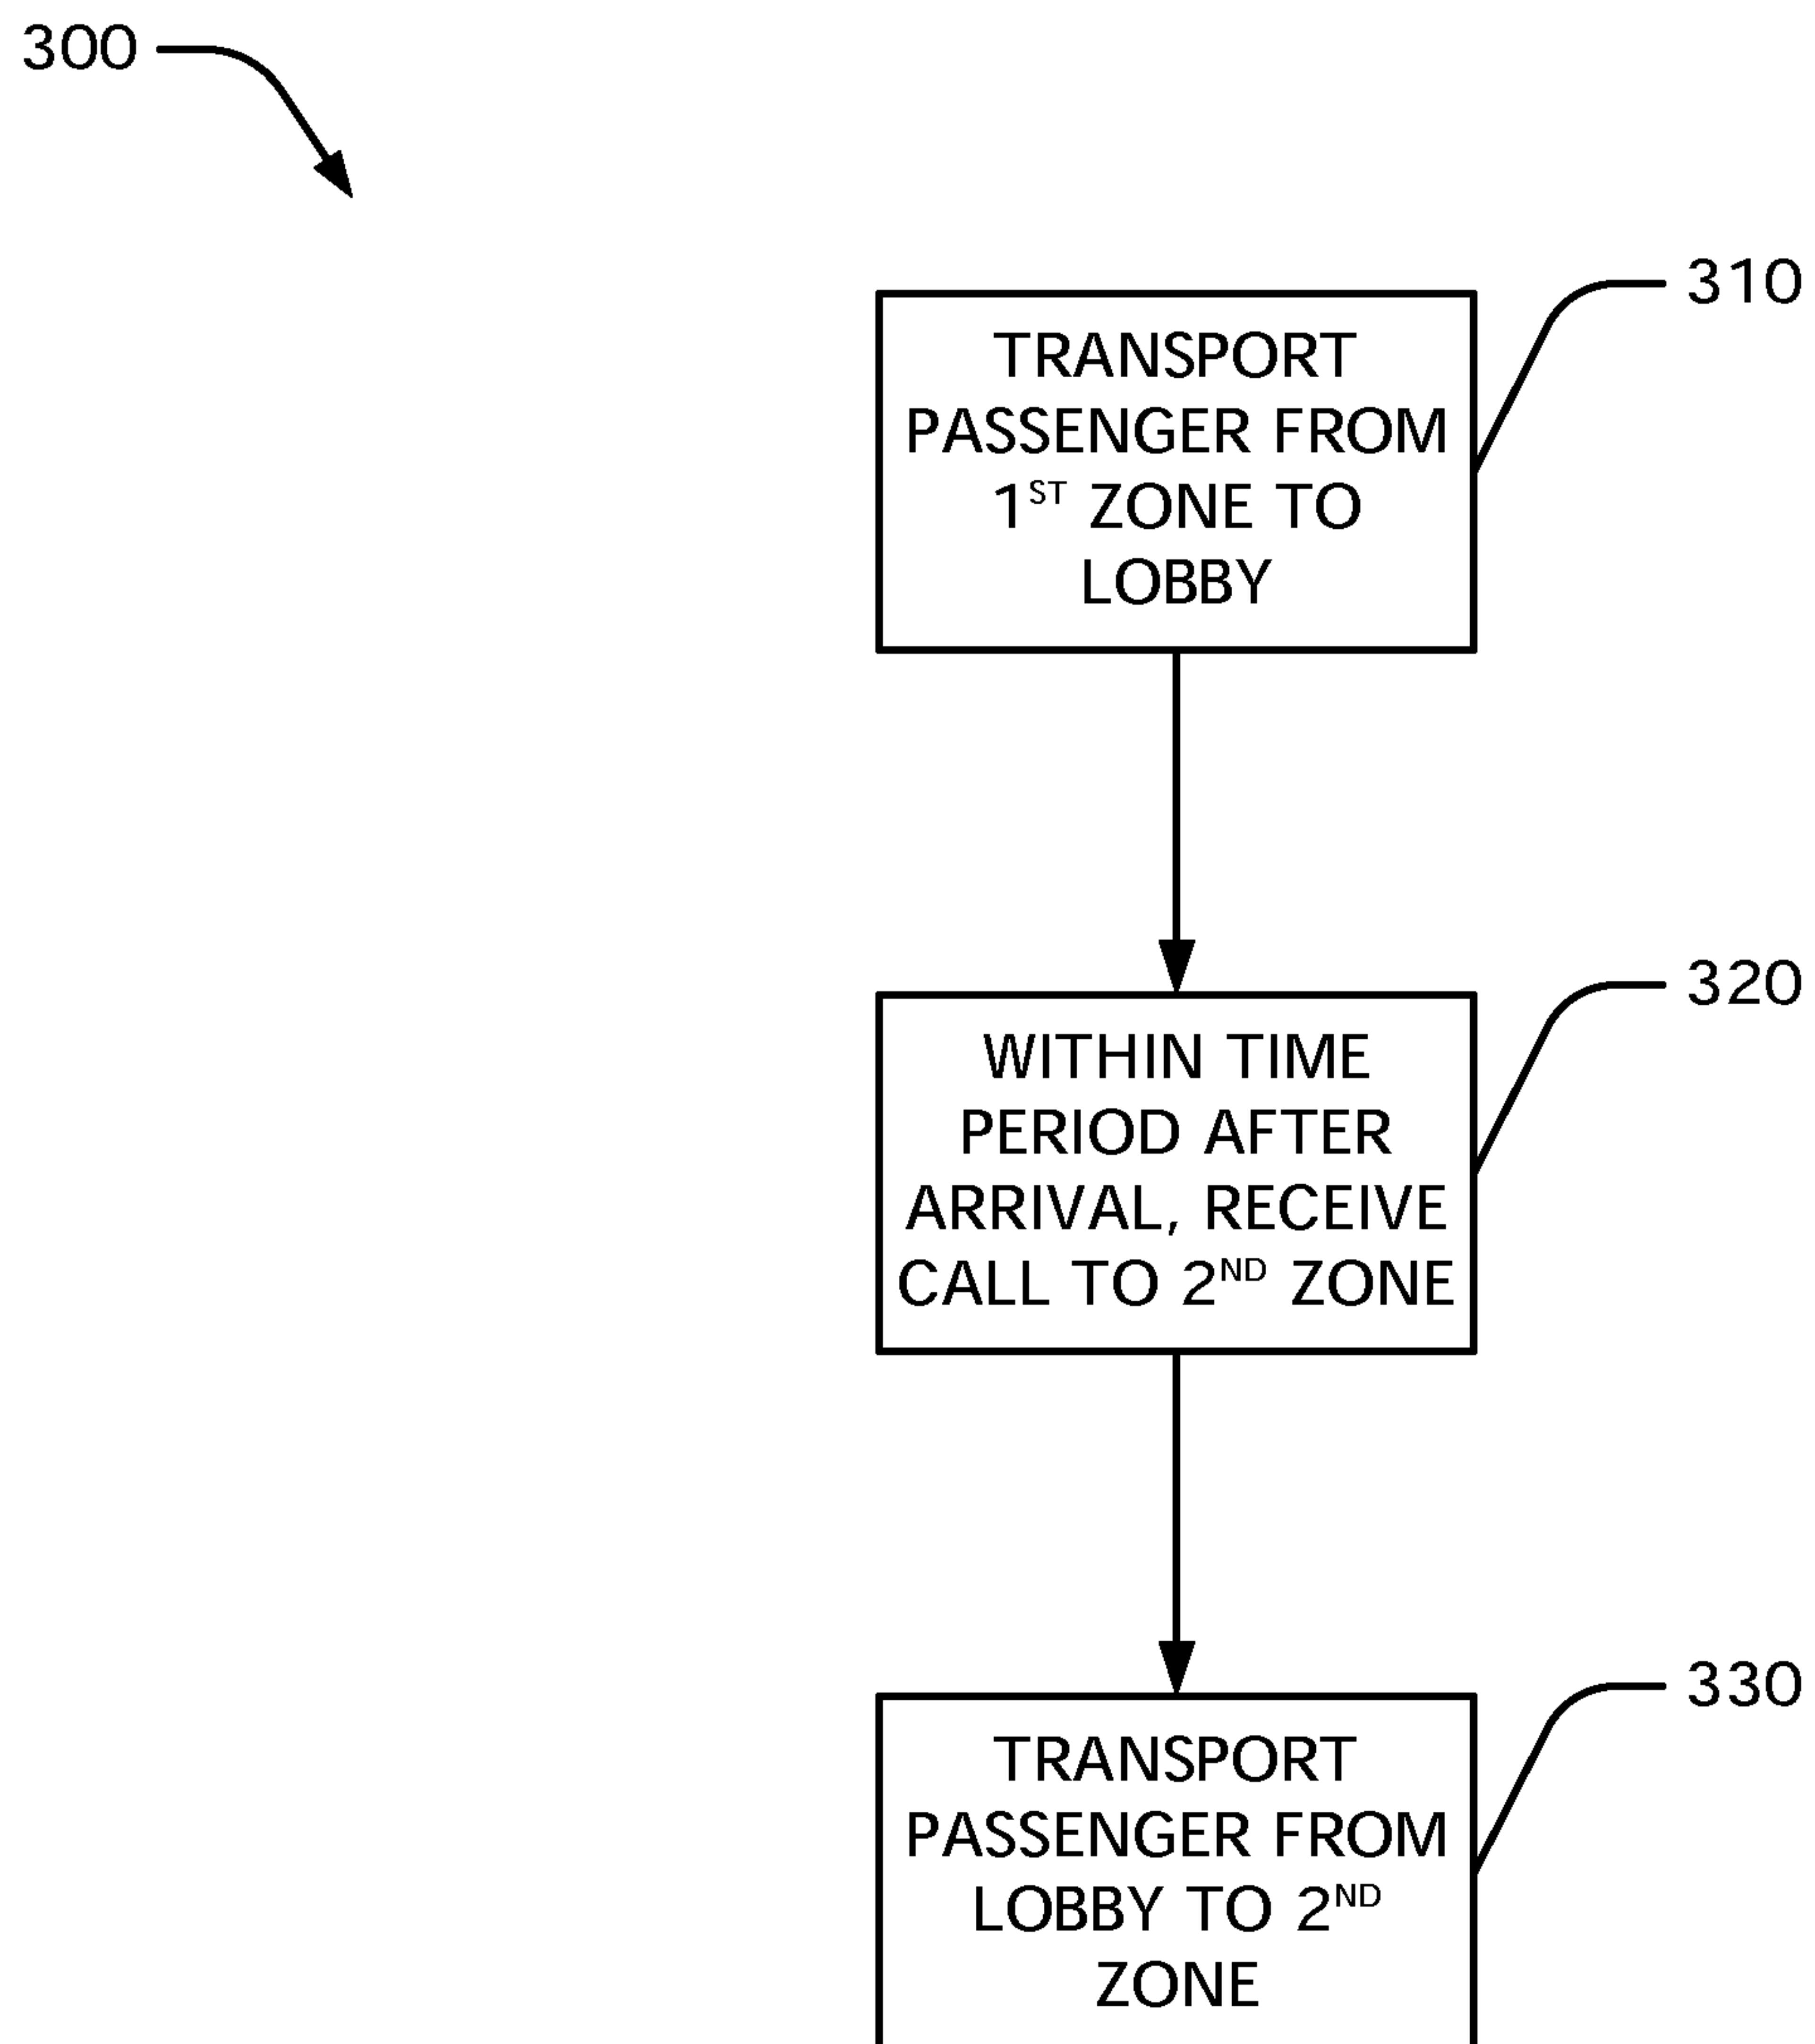 300
310
TRANSPORT
PASSENGER FROM
1ST ZONE TO
LOBBY
320
WITHIN TIME
PERIOD AFTER
ARRIVAL, RECEIVE
CALL TO 2ND ZONE
330
TRANSPORT
PASSENGER FROM
LOBBY TO 2ND
ZONE